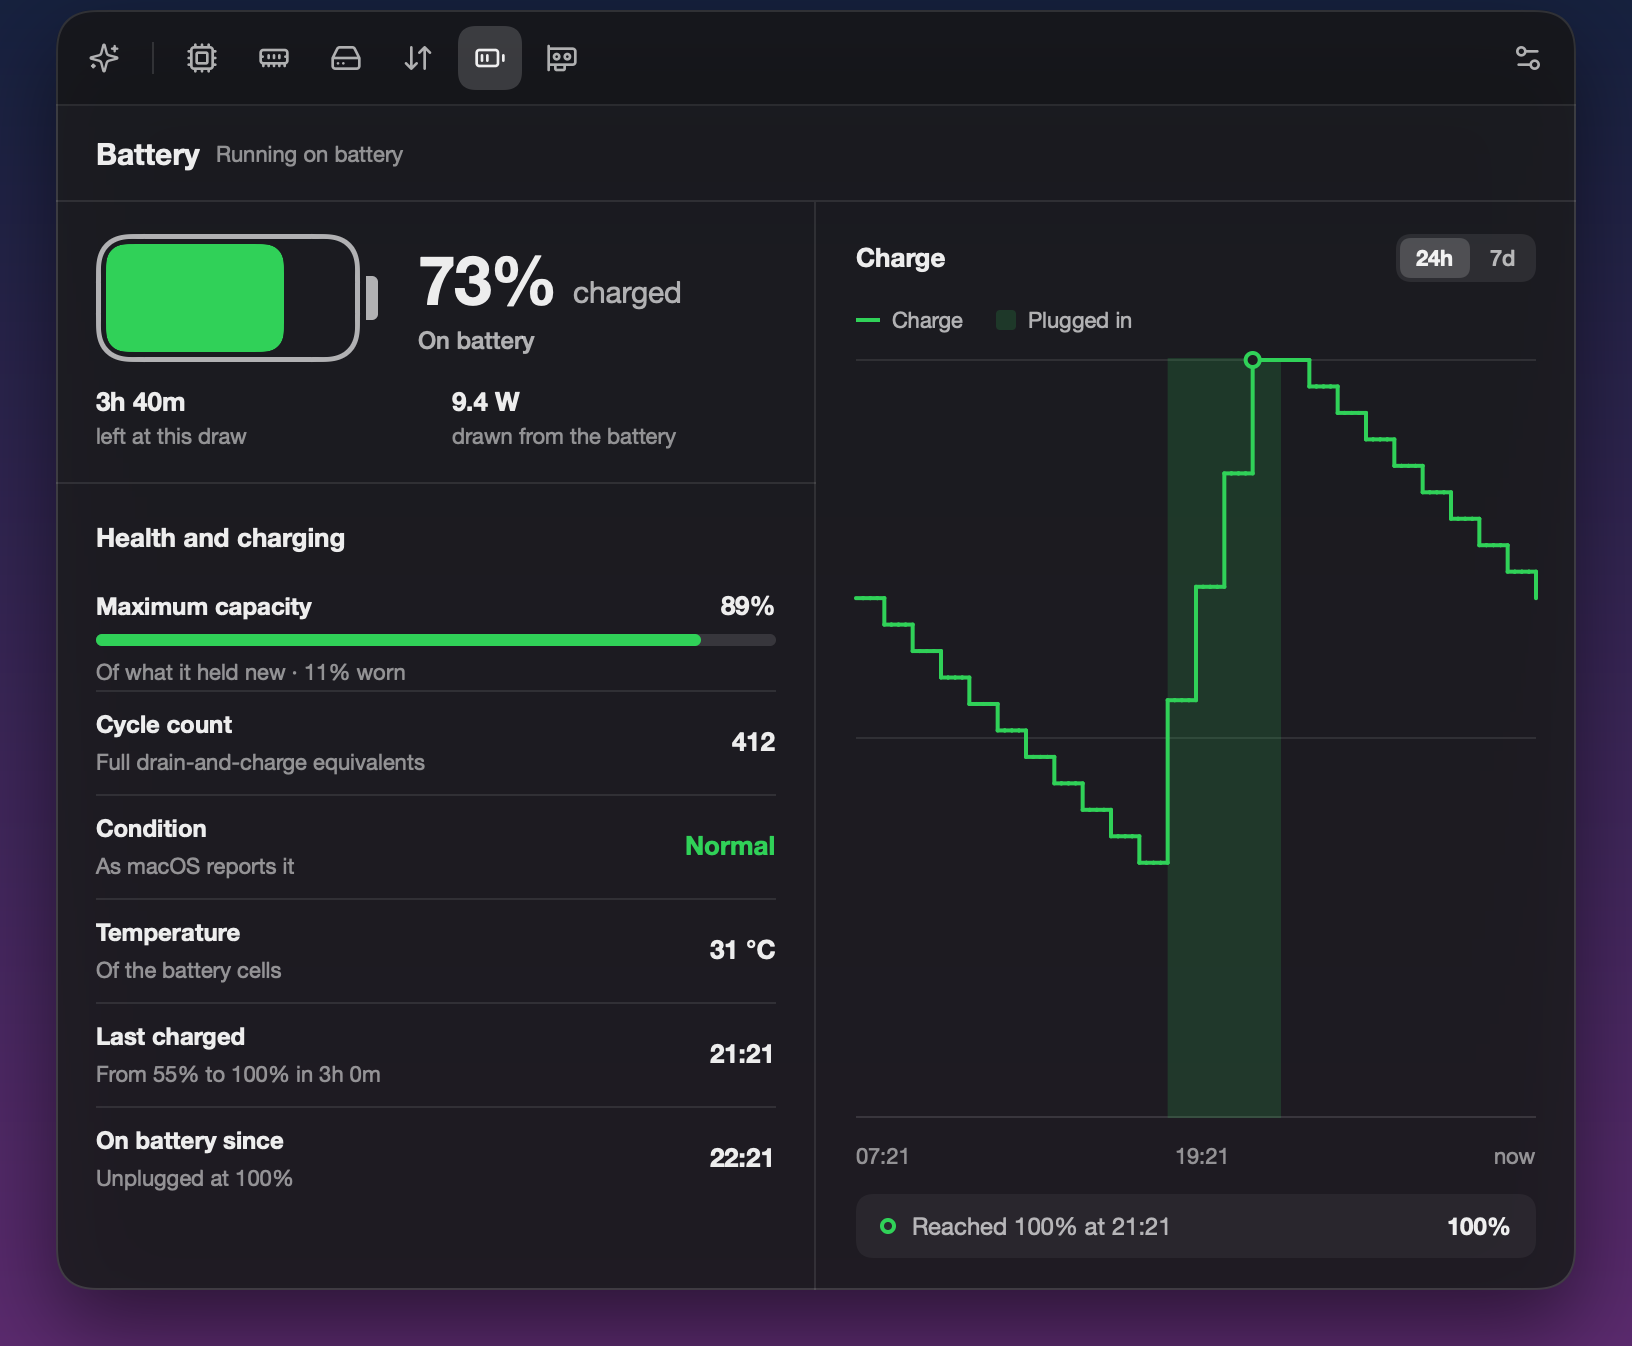 Battery Running on battery
73% charged
On battery
3h 40m
left at this draw
9.4 W
drawn from the battery
Health and charging
Maximum capacity 89%
Of what it held new · 11% worn
Cycle count
Full drain-and-charge equivalents
412
Condition
As macOS reports it
Normal
Temperature
Of the battery cells
31 °C
Last charged
From 55% to 100% in 3h 0m
21:21
On battery since
Unplugged at 100%
22:21
Charge
24h 7d
Charge Plugged in
07:21 19:21 now
Reached 100% at 21:21 100%